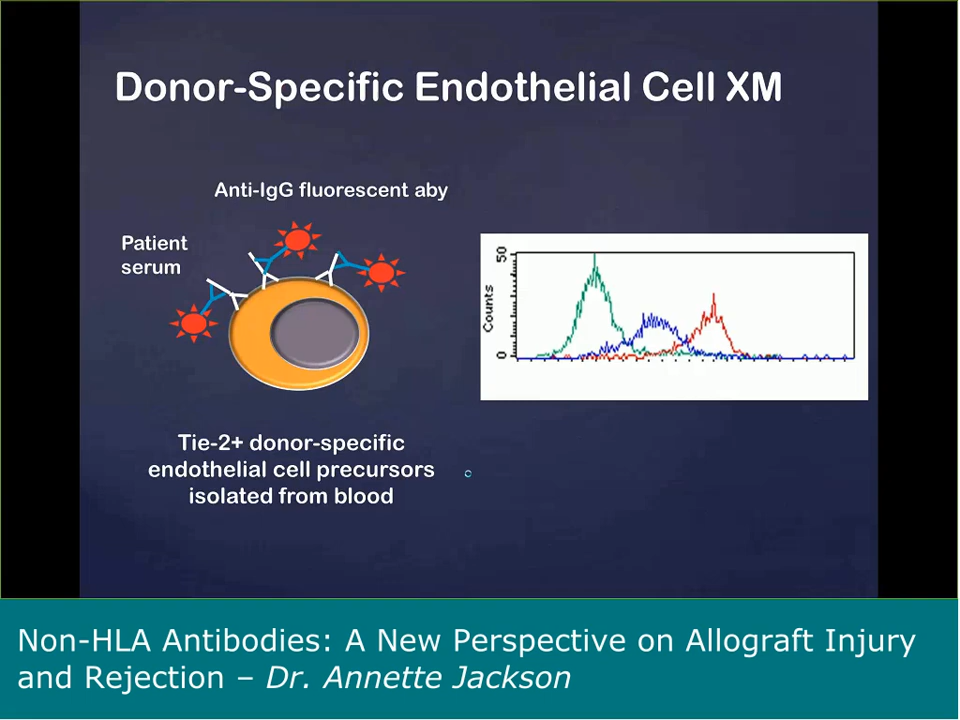 Donor-Specific Endothelial Cell XM
Anti-IgG fluorescent aby
Patient
serum
50
Counts
0
Tie-2+ donor-specific
endothelial cell precursors
isolated from blood
Non-HLA Antibodies: A New Perspective on Allograft Injury
and Rejection – Dr. Annette Jackson